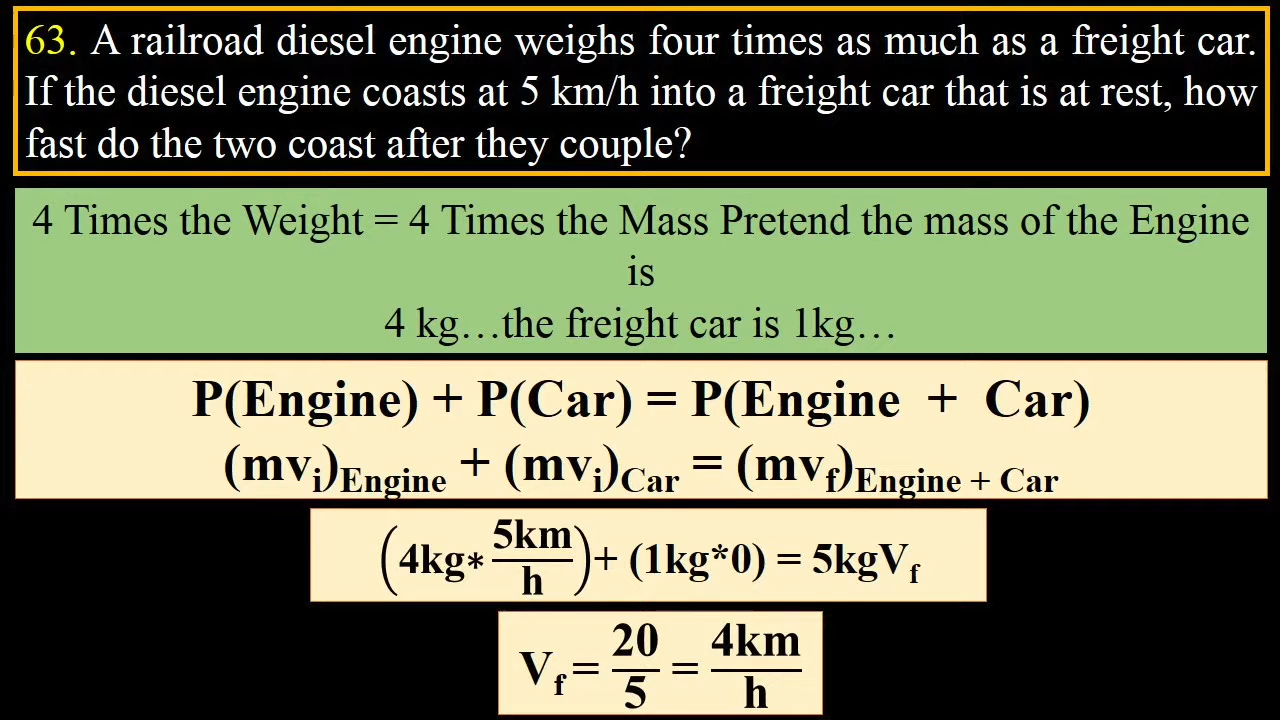 63. A railroad diesel engine weighs four times as much as a freight car.
If the diesel engine coasts at 5 km/h into a freight car that is at rest, how
fast do the two coast after they couple?
4 Times the Weight = 4 Times the Mass Pretend the mass of the Engine
is
4 kg…the freight car is 1kg…
P(Engine) + P(Car) = P(Engine + Car)
(mvᵢ)Engine + (mvᵢ)Car = (mv_f)Engine + Car
(4kg* 5km/h) + (1kg*0) = 5kgV_f
V_f = 20/5 = 4km/h